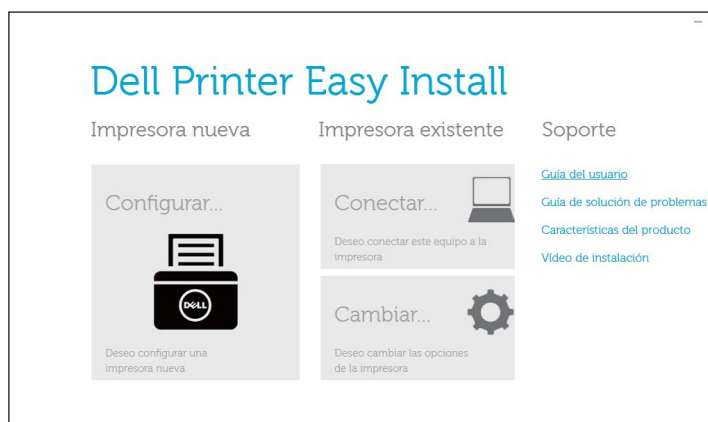 Dell Printer Easy Install
Impresora nueva
Configurar...
DELL
Deseo configurar una
impresora nueva
Impresora existente
Conectar...
Deseo conectar este equipo a la
impresora
Cambiar...
Deseo cambiar las opciones
de la impresora
Soporte
Guía del usuario
Guía de solución de problemas
Características del producto
Vídeo de instalación